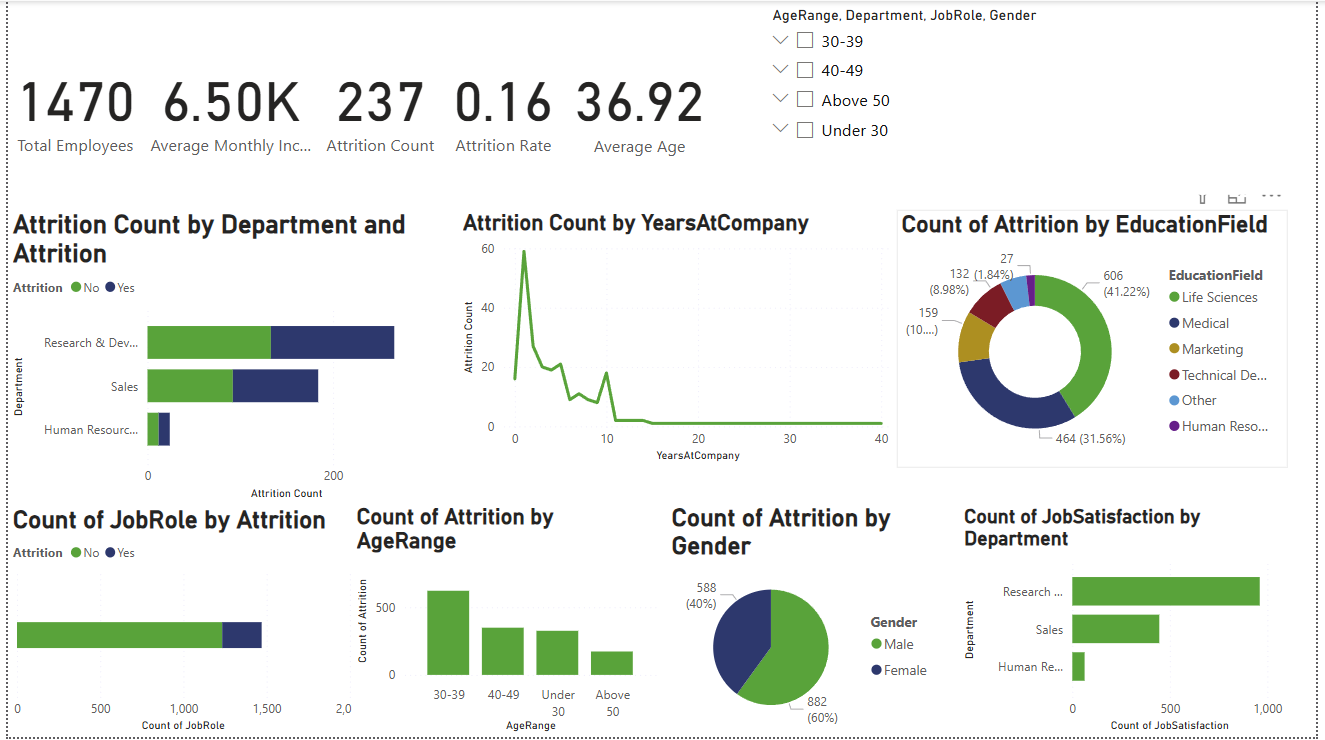 AgeRange, Department, JobRole, Gender
30-39
40-49
Above 50
Under 30
1470
Total Employees
6.50K
Average Monthly Inc...
237
Attrition Count
0.16
Attrition Rate
36.92
Average Age
Attrition Count by Department and
Attrition
Attrition No Yes
Department
Research & Dev...
Sales
Human Resourc...
0 200
Attrition Count
Attrition Count by YearsAtCompany
Attrition Count
60
40
20
0
0 10 20 30 40
YearsAtCompany
Count of Attrition by EducationField
27
(1.84%)
132
(8.98%)
159
(10....)
606
(41.22%)
464 (31.56%)
EducationField
Life Sciences
Medical
Marketing
Technical De...
Other
Human Reso...
Count of JobRole by Attrition
Attrition No Yes
0 500 1,000 1,500 2,0
Count of JobRole
Count of Attrition by
AgeRange
Count of Attrition
500
0
30-39 40-49 Under Above
30 50
AgeRange
Count of Attrition by
Gender
588
(40%)
882
(60%)
Gender
Male
Female
Count of JobSatisfaction by
Department
Department
Research ...
Sales
Human Re...
0 500 1,000
Count of JobSatisfaction